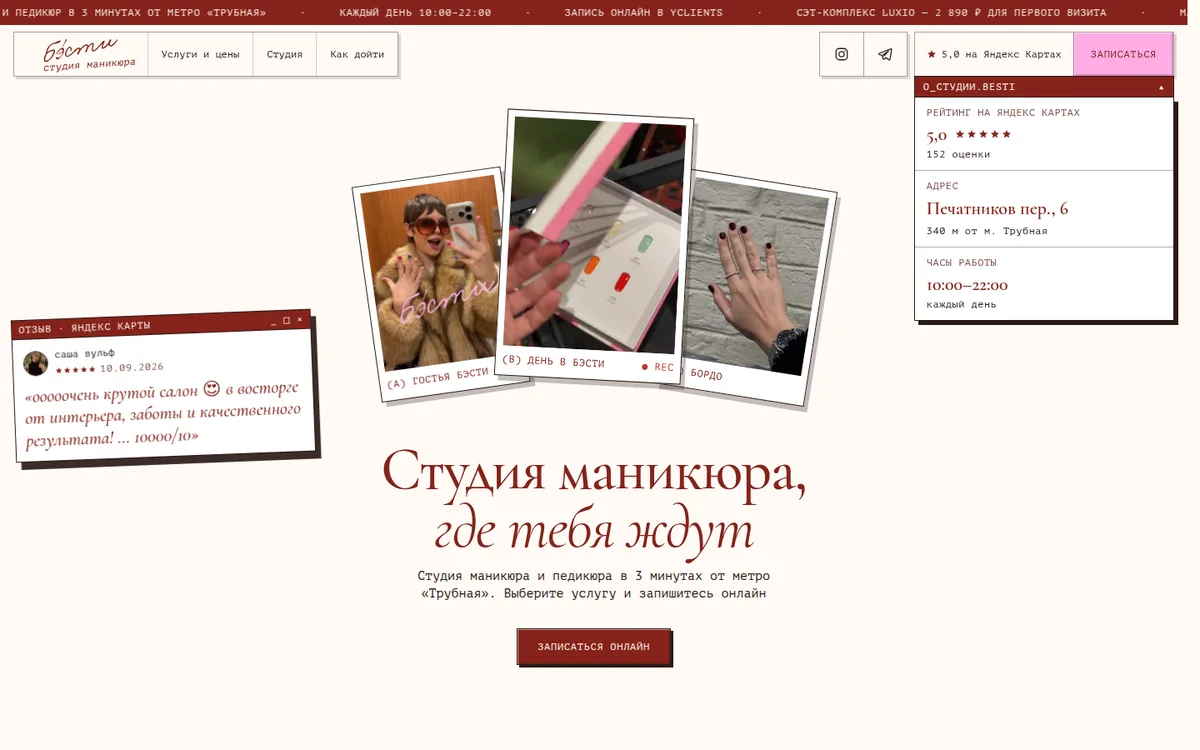 И ПЕДИКЮР В 3 МИНУТАХ ОТ МЕТРО «ТРУБНАЯ» · КАЖДЫЙ ДЕНЬ 10:00–22:00 · ЗАПИСЬ ОНЛАЙН В YCLIENTS · СЭТ-КОМПЛЕКС LUXIO — 2 890 ₽ ДЛЯ ПЕРВОГО ВИЗИТА ·
Бэсти
студия маникюра
Услуги и цены
Студия
Как дойти
★ 5,0 на Яндекс Картах
ЗАПИСАТЬСЯ
О_СТУДИИ.BESTI
РЕЙТИНГ НА ЯНДЕКС КАРТАХ
5,0 ★★★★★
152 оценки
АДРЕС
Печатников пер., 6
340 м от м. Трубная
ЧАСЫ РАБОТЫ
10:00–22:00
каждый день
Бэсти
(A) ГОСТЬЯ БЭСТИ
(B) ДЕНЬ В БЭСТИ
● REC
БОРДО
ОТЗЫВ · ЯНДЕКС КАРТЫ
саша вульф
★★★★★ 10.09.2026
«ооооочень крутой салон 😍 в восторге
от интерьера, заботы и качественного
результата! ... 10000/10»
Студия маникюра,
где тебя ждут
Студия маникюра и педикюра в 3 минутах от метро
«Трубная». Выберите услугу и запишитесь онлайн
ЗАПИСАТЬСЯ ОНЛАЙН